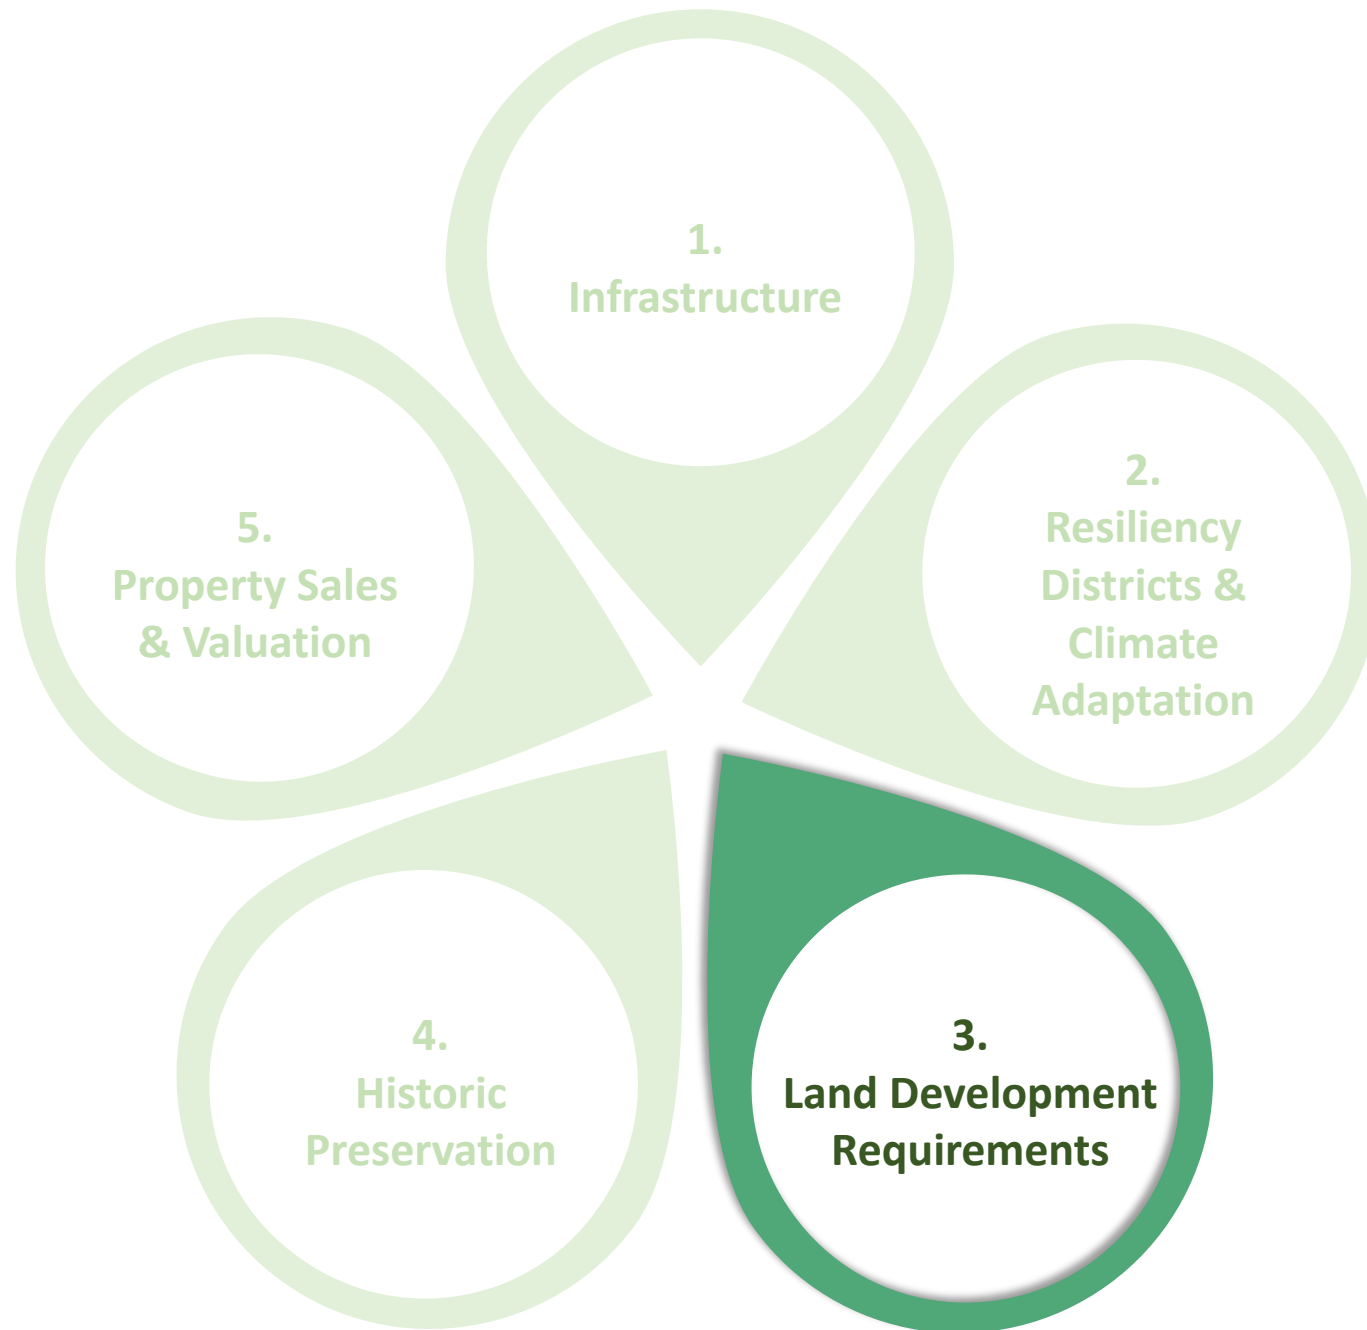 1.
Infrastructure
2.
Resiliency
Districts &
Climate
Adaptation
3.
Land Development
Requirements
4.
Historic
Preservation
5.
Property Sales
& Valuation